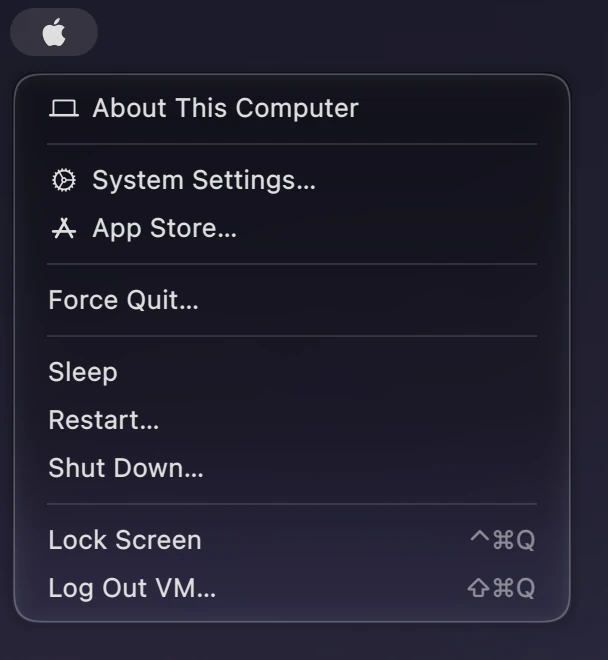 About This Computer
System Settings...
App Store...
Force Quit...
Sleep
Restart...
Shut Down...
Lock Screen ^⌘Q
Log Out VM... ⇧⌘Q